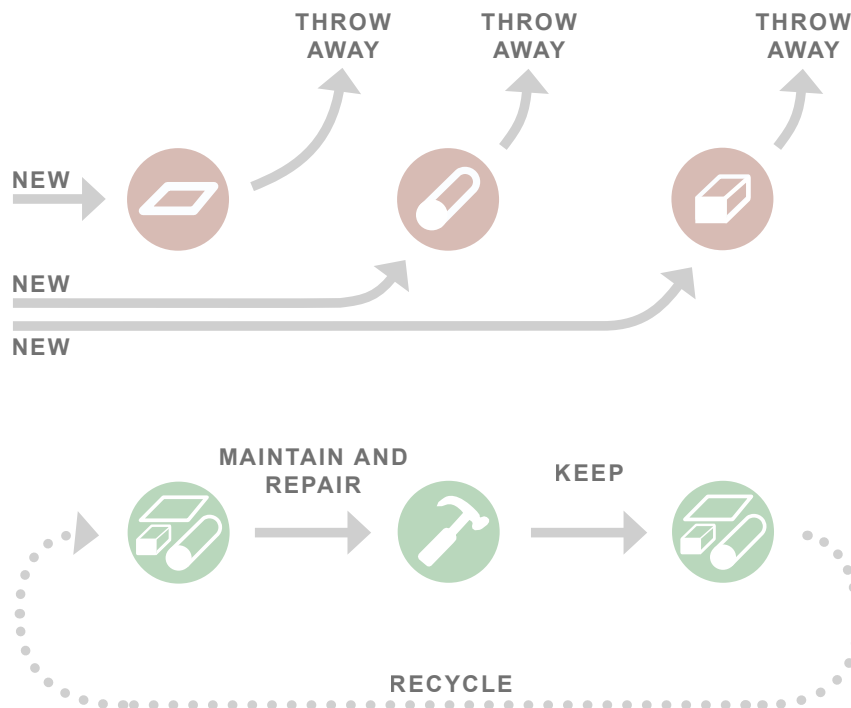 THROW
AWAY
THROW
AWAY
THROW
AWAY
NEW
NEW
NEW
MAINTAIN AND
REPAIR
KEEP
RECYCLE